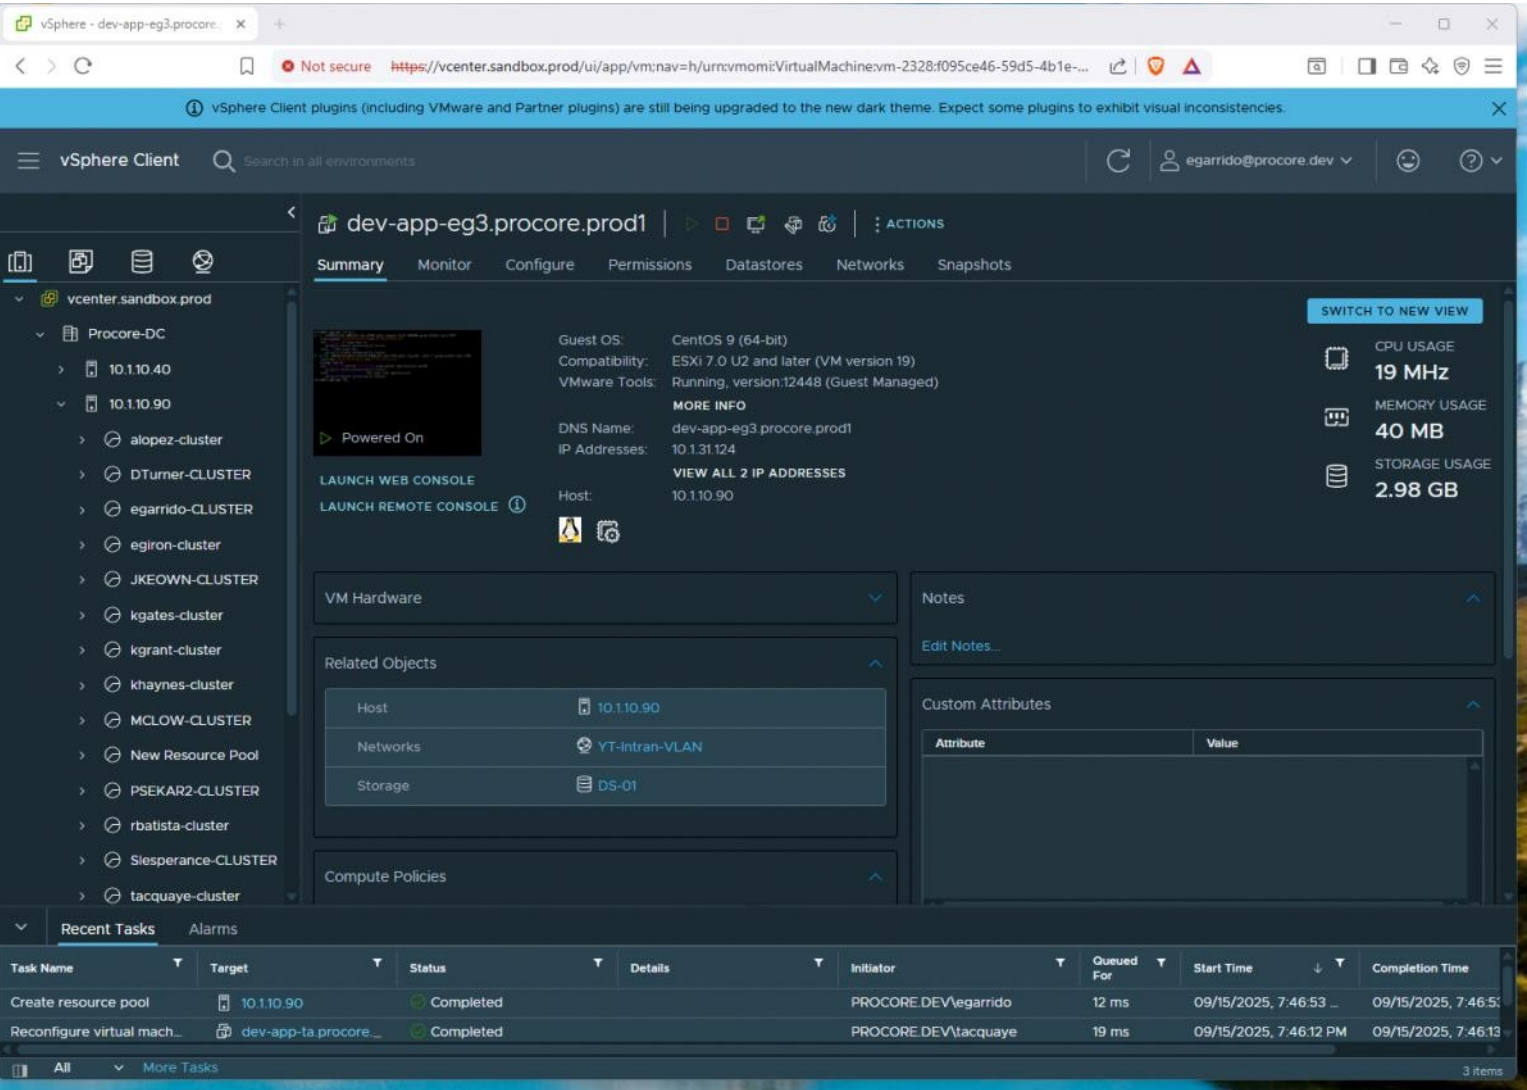 vSphere - dev-app-eg3.procore.
Not secure https://vcenter.sandbox.prod/ui/app/vm;nav=h/urn:vmomi:VirtualMachine:vm-2328:f095ce46-59d5-4b1e-...
vSphere Client plugins (including VMware and Partner plugins) are still being upgraded to the new dark theme. Expect some plugins to exhibit visual inconsistencies.
vSphere Client
Search in all environments
egarrido@procore.dev
dev-app-eg3.procore.prod1
ACTIONS
Summary Monitor Configure Permissions Datastores Networks Snapshots
vcenter.sandbox.prod
Procore-DC
10.1.10.40
10.1.10.90
alopez-cluster
DTurner-CLUSTER
egarrido-CLUSTER
egiron-cluster
JKEOWN-CLUSTER
kgates-cluster
kgrant-cluster
khaynes-cluster
MCLOW-CLUSTER
New Resource Pool
PSEKAR2-CLUSTER
rbatista-cluster
Slesperance-CLUSTER
tacquaye-cluster
Powered On
LAUNCH WEB CONSOLE
LAUNCH REMOTE CONSOLE
Guest OS: CentOS 9 (64-bit)
Compatibility: ESXi 7.0 U2 and later (VM version 19)
VMware Tools: Running, version:12448 (Guest Managed)
MORE INFO
DNS Name: dev-app-eg3.procore.prod1
IP Addresses: 10.1.31.124
VIEW ALL 2 IP ADDRESSES
Host: 10.1.10.90
SWITCH TO NEW VIEW
CPU USAGE
19 MHz
MEMORY USAGE
40 MB
STORAGE USAGE
2.98 GB
VM Hardware
Related Objects
Host 10.1.10.90
Networks YT-Intran-VLAN
Storage DS-01
Compute Policies
Notes
Edit Notes...
Custom Attributes
Attribute Value
Recent Tasks Alarms
Task Name Target Status Details Initiator Queued For Start Time Completion Time
Create resource pool 10.1.10.90 Completed PROCORE.DEV\egarrido 12 ms 09/15/2025, 7:46:53 ... 09/15/2025, 7:46:53
Reconfigure virtual mach... dev-app-ta.procore.... Completed PROCORE.DEV\tacquaye 19 ms 09/15/2025, 7:46:12 PM 09/15/2025, 7:46:13
All More Tasks
3 items